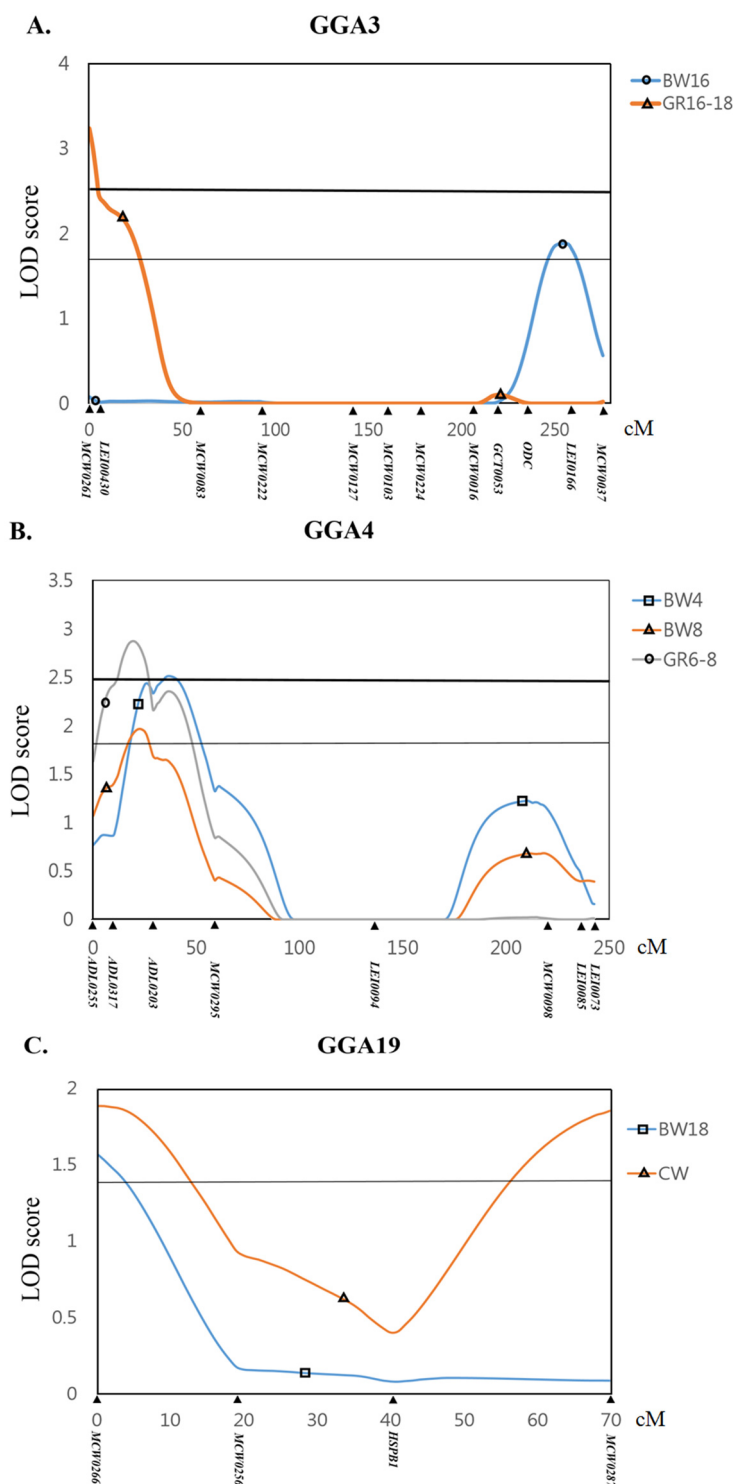 A.
GGA3
4
3
2
1
0
LOD score
BW16
GR16-18
0 50 100 150 200 250 cM
MCW0261 LEI00430 MCW0083 MCW0222 MCW0127 MCW0103 MCW0224 MCW0016 GCT0053 ODC LEI0166 MCW0037
B.
GGA4
3.5
3
2.5
2
1.5
1
0.5
0
LOD score
BW4
BW8
GR6-8
0 50 100 150 200 250 cM
ADL0255 ADL0317 ADL0203 MCW0295 LEI0094 MCW0098 LEI0085 LEI0073
C.
GGA19
2
1.5
1
0.5
0
LOD score
BW18
CW
0 10 20 30 40 50 60 70 cM
MCW0266 MCW0256 HSPB1 MCW0287